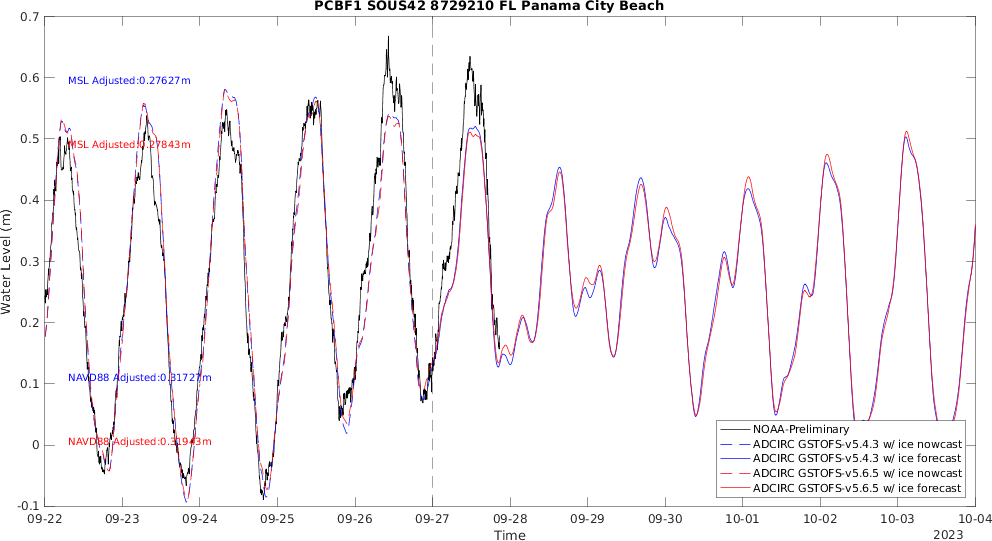 PCBF1 SOUS42 8729210 FL Panama City Beach
0.7
0.6
0.5
0.4
0.3
0.2
0.1
0
-0.1
Water Level (m)
MSL Adjusted:0.27627m
MSL Adjusted:0.27843m
NAVD88 Adjusted:0.31727m
NAVD88 Adjusted:0.31943m
NOAA-Preliminary
ADCIRC GSTOFS-v5.4.3 w/ ice nowcast
ADCIRC GSTOFS-v5.4.3 w/ ice forecast
ADCIRC GSTOFS-v5.6.5 w/ ice nowcast
ADCIRC GSTOFS-v5.6.5 w/ ice forecast
09-22 09-23 09-24 09-25 09-26 09-27 09-28 09-29 09-30 10-01 10-02 10-03 10-04
Time
2023